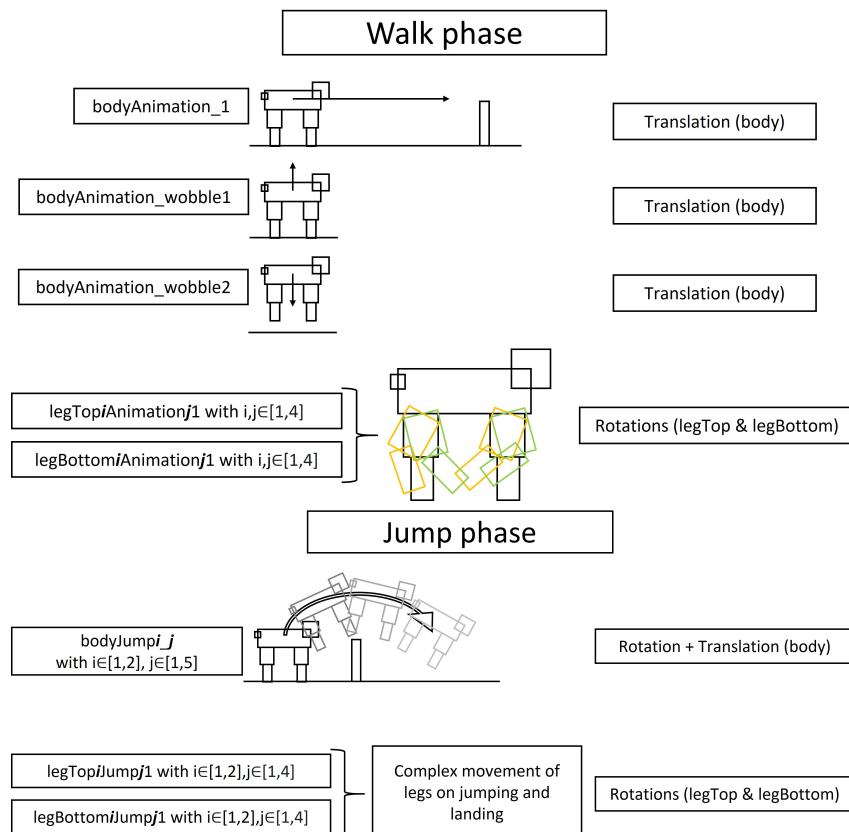 Walk phase
bodyAnimation_1
Translation (body)
bodyAnimation_wobble1
Translation (body)
bodyAnimation_wobble2
Translation (body)
legTopiAnimationj1 with i,j∈[1,4]
legBottomiAnimationj1 with i,j∈[1,4]
Rotations (legTop & legBottom)
Jump phase
bodyJumpi_j
with i∈[1,2], j∈[1,5]
Rotation + Translation (body)
legTopiJumpj1 with i∈[1,2],j∈[1,4]
legBottomiJumpj1 with i∈[1,2],j∈[1,4]
Complex movement of
legs on jumping and
landing
Rotations (legTop & legBottom)